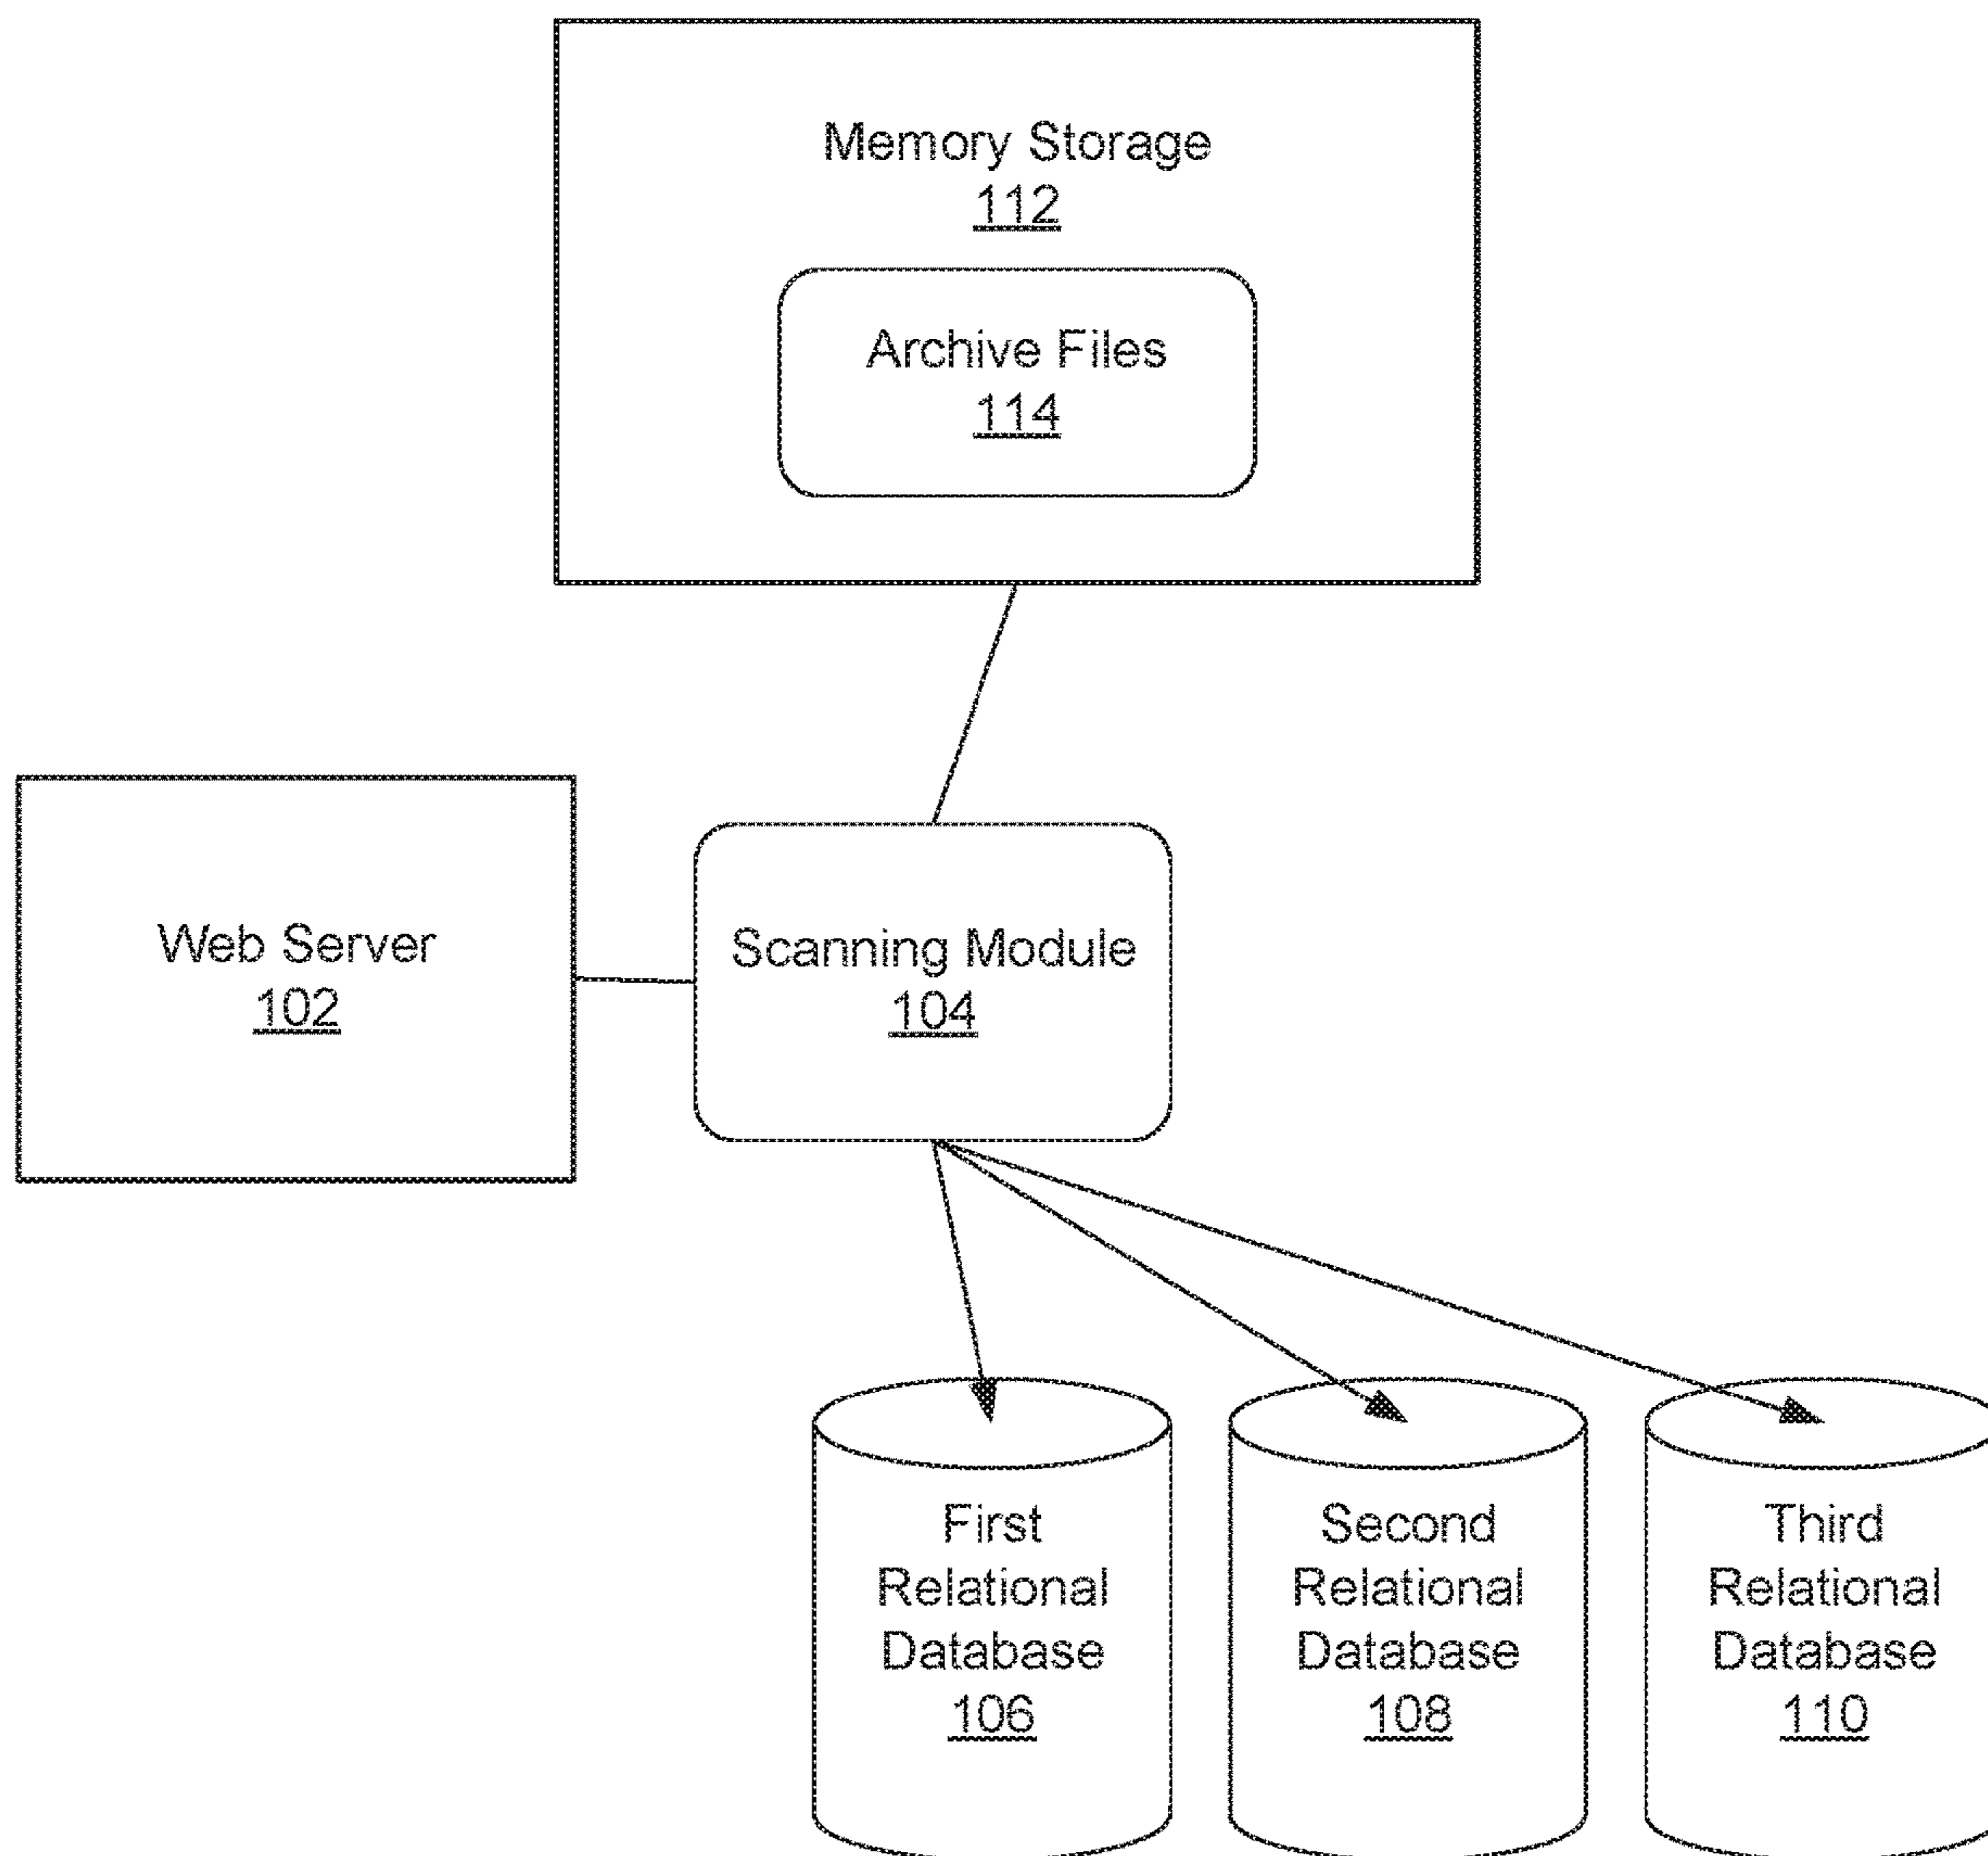 Memory Storage
112
Archive Files
114
Web Server
102
Scanning Module
104
First
Relational
Database
106
Second
Relational
Database
108
Third
Relational
Database
110